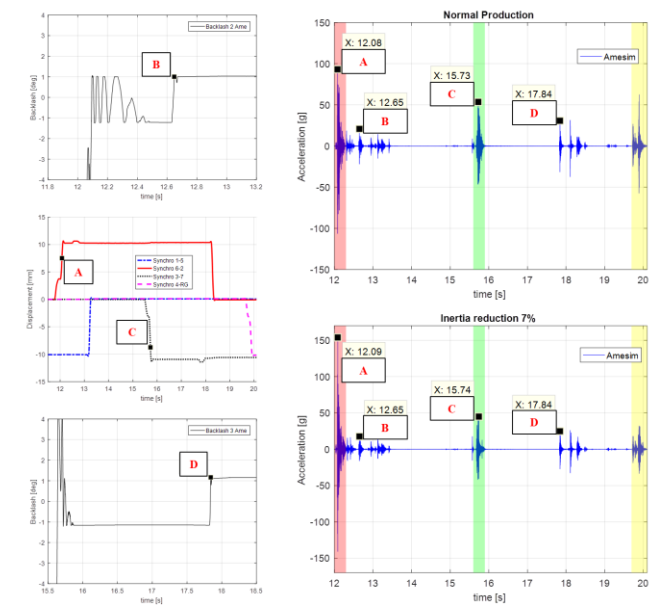 Backlash 2 Ame
B
Backlash [deg]
4
3
2
1
0
-1
-2
-3
-4
11.8
12
12.2
12.4
12.6
12.8
13
13.2
time [s]
Displacement [mm]
15
10
5
0
-5
-10
-15
A
Synchro 1-5
Synchro 6-2
Synchro 3-7
Synchro 4-RG
C
12
13
14
15
16
17
18
19
20
time [s]
Backlash 3 Ame
D
Backlash [deg]
4
3
2
1
0
-1
-2
-3
-4
15.5
16
16.5
17
17.5
18
18.5
time [s]
Normal Production
Amesim
X: 12.08
A
X: 12.65
B
X: 15.73
C
X: 17.84
D
Acceleration [g]
150
100
50
0
-50
-100
-150
12
13
14
15
16
17
18
19
20
time [s]
Inertia reduction 7%
Amesim
X: 12.09
A
X: 12.65
B
X: 15.74
C
X: 17.84
D
Acceleration [g]
150
100
50
0
-50
-100
-150
12
13
14
15
16
17
18
19
20
time [s]